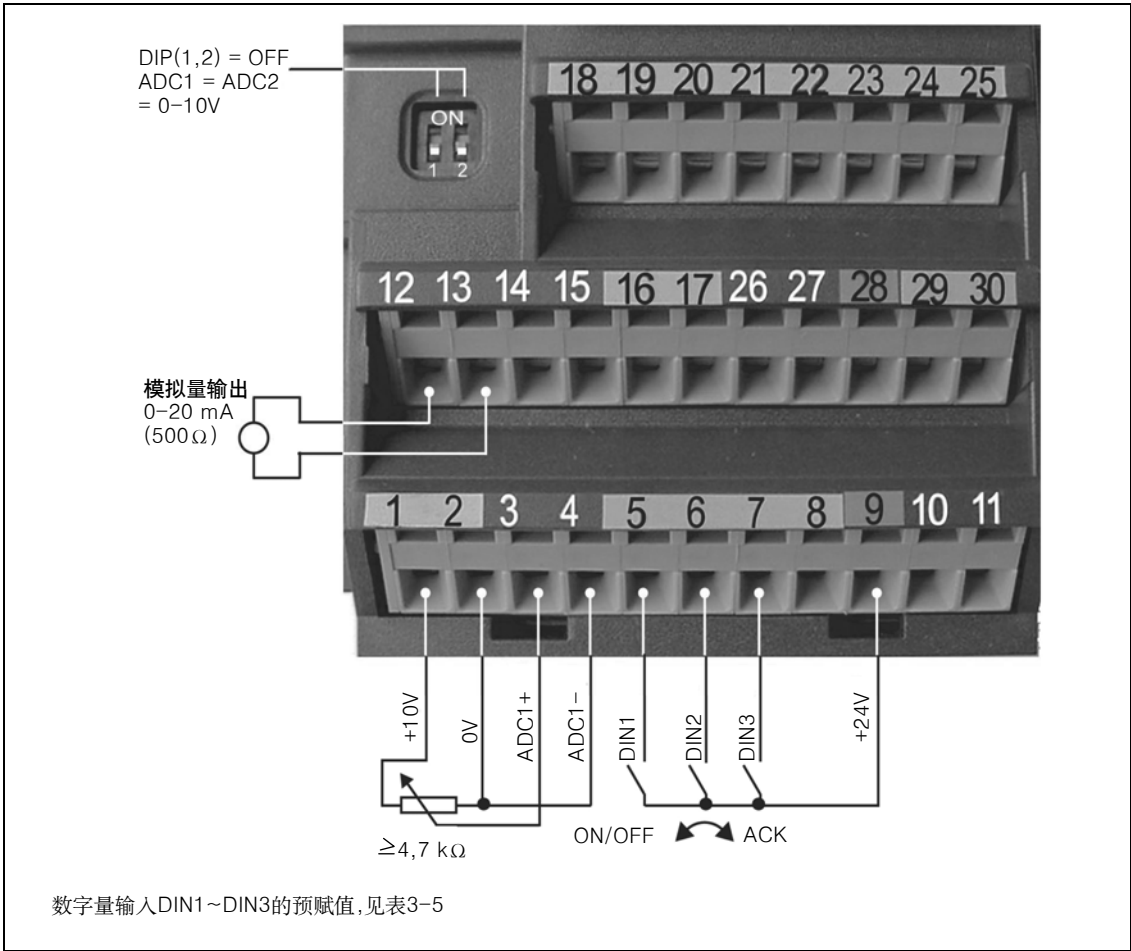 DIP(1,2) = OFF
ADC1 = ADC2
= 0-10V
ON
1 2
18 19 20 21 22 23 24 25
12 13 14 15 16 17 26 27 28 29 30
模拟量输出
0-20 mA
(500Ω)
1 2 3 4 5 6 7 8 9 10 11
+10V
0V
ADC1+
ADC1-
DIN1
DIN2
DIN3
+24V
≥4,7 kΩ
ON/OFF
ACK
数字量输入DIN1~DIN3的预赋值,见表3-5